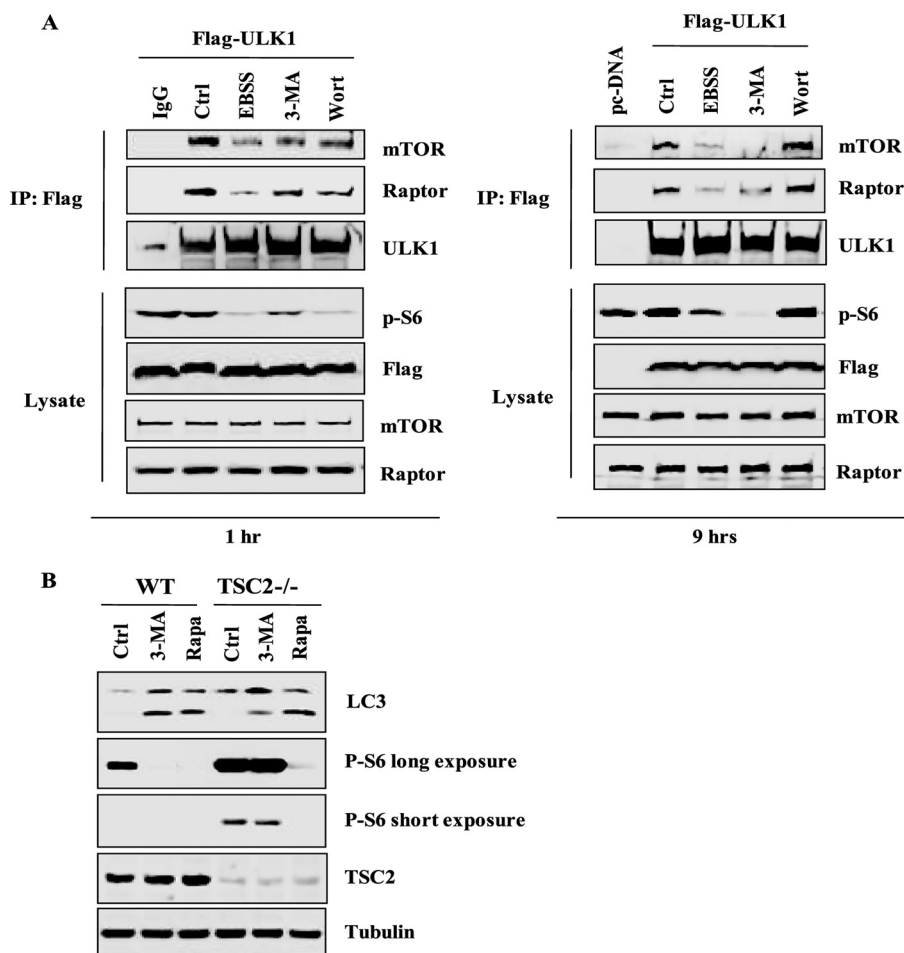 A
Flag-ULK1
IgG
Ctrl
EBSS
3-MA
Wort
IP: Flag
mTOR
Raptor
ULK1
Lysate
p-S6
Flag
mTOR
Raptor
1 hr
Flag-ULK1
pc-DNA
Ctrl
EBSS
3-MA
Wort
IP: Flag
mTOR
Raptor
ULK1
Lysate
p-S6
Flag
mTOR
Raptor
9 hrs
B
WT TSC2-/-
Ctrl
3-MA
Rapa
Ctrl
3-MA
Rapa
LC3
P-S6 long exposure
P-S6 short exposure
TSC2
Tubulin